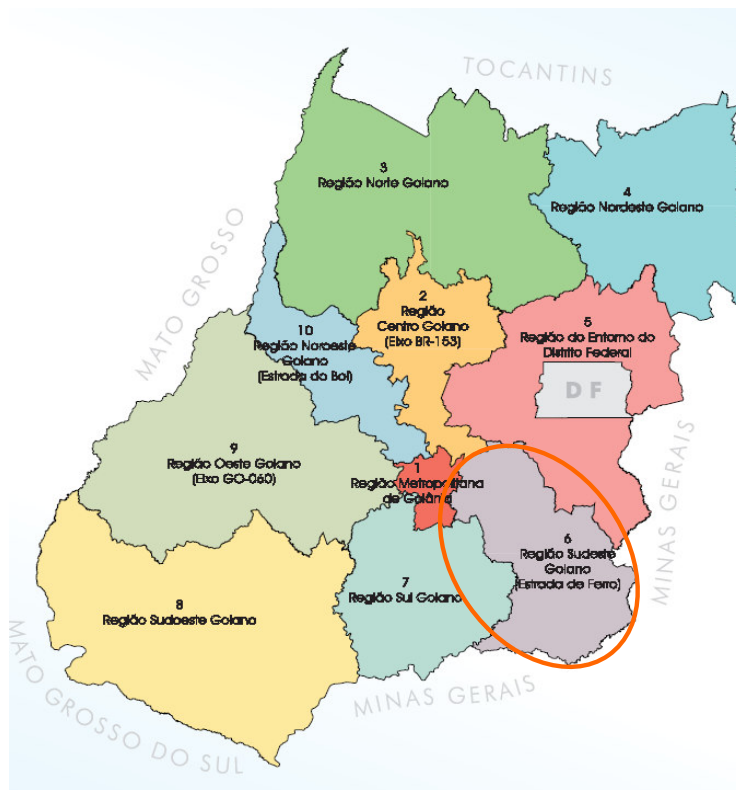 TOCANTINS
3
Região Norte Goiano
4
Região Nordeste Goiano
MATO GROSSO
2
Região
Centro Goiano
(Eixo BR-153)
5
Região do Entorno do
Distrito Federal
10
Região Noroeste
Goiano
(Estrada do Boi)
D F
9
Região Oeste Goiano
(Eixo GO-060)
1
Região Metropolitana
de Goiânia
MINAS GERAIS
6
Região Sudeste
Goiano
(Estrada de Ferro)
7
Região Sul Goiano
8
Região Sudoeste Goiano
MATO GROSSO DO SUL
MINAS GERAIS